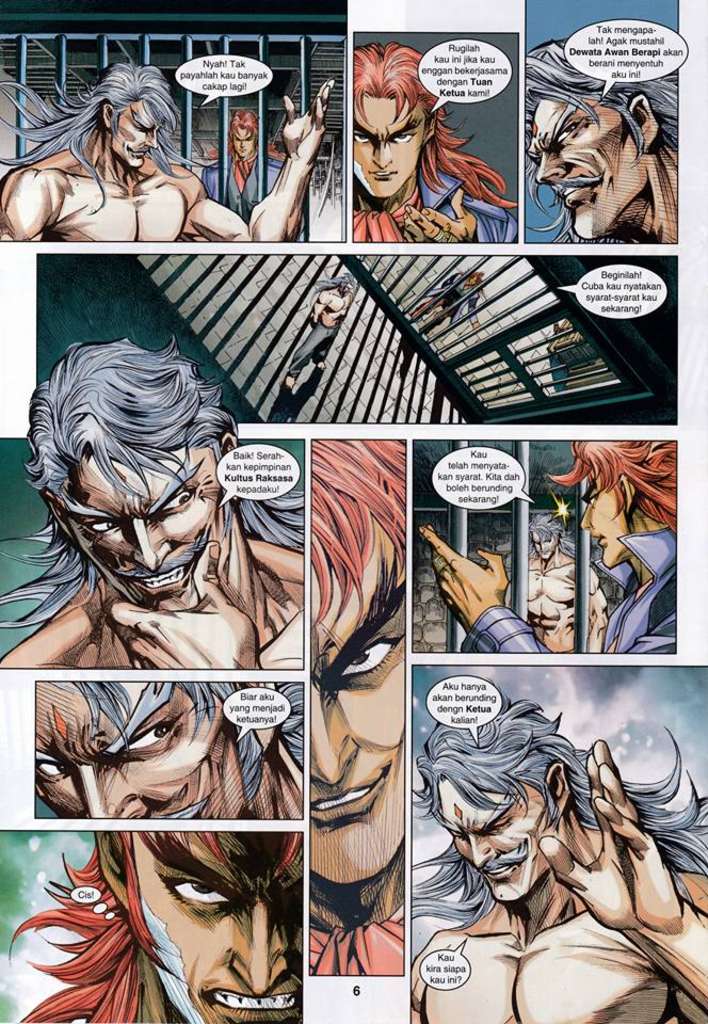 Nyah! Tak
payahlah kau banyak
cakap lagi!
Rugilah
kau ini jika kau
enggan bekerjasama
dengan Tuan
Ketua kami!
Tak mengapa-
lah! Agak mustahil
Dewata Awan Berapi akan
berani menyentuh
aku ini!
Beginilah!
Cuba kau nyatakan
syarat-syarat kau
sekarang!
Baik! Serah-
kan kepimpinan
Kultus Raksasa
kepadaku!
Kau
telah menyata-
kan syarat. Kita dah
boleh berunding
sekarang!
Biar aku
yang menjadi
ketuanya!
Aku hanya
akan berunding
dengn Ketua
kalian!
Cis!
Kau
kira siapa
kau ini?
6